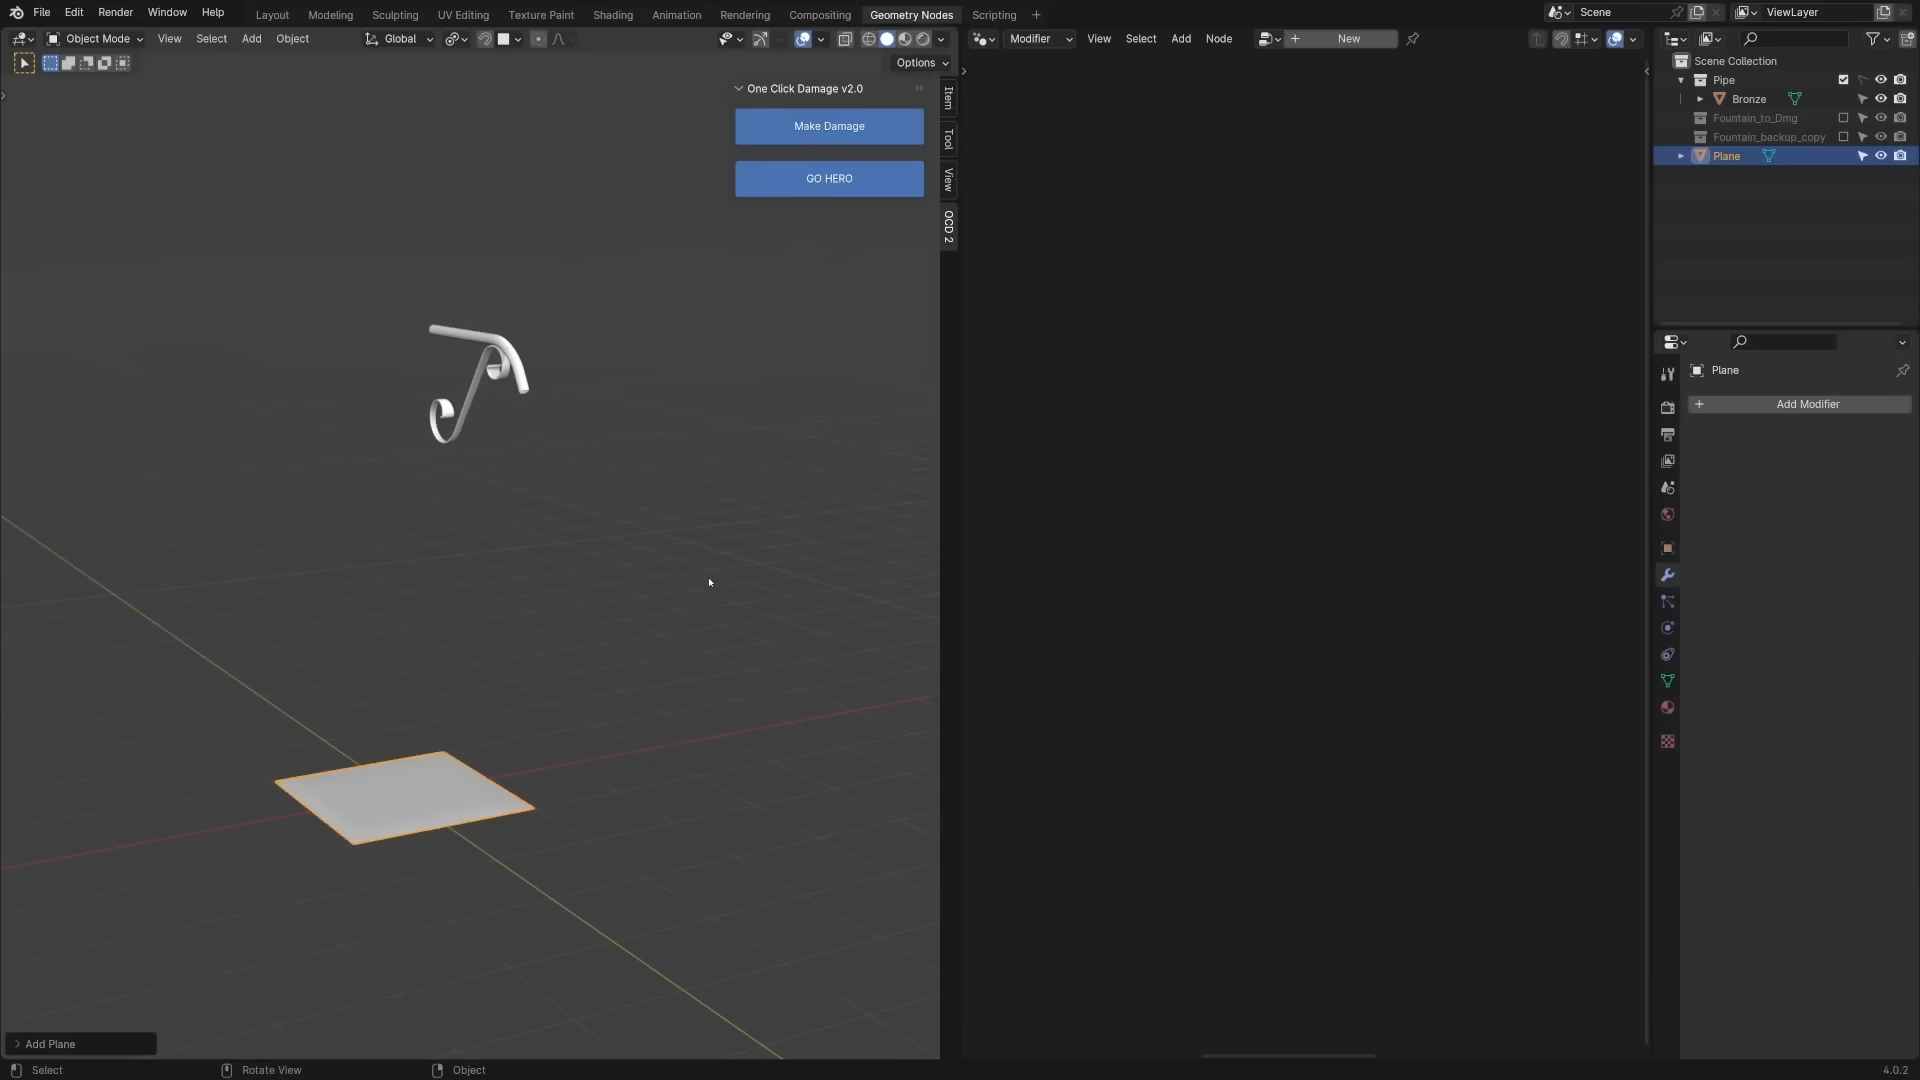 File Edit Render Window Help
Layout Modeling Sculpting UV Editing Texture Paint Shading Animation Rendering Compositing Geometry Nodes Scripting +
Scene
ViewLayer
Object Mode View Select Add Object
Global
Options
One Click Damage v2.0
Make Damage
GO HERO
Item
Tool
View
OCD 2
Modifier View Select Add Node
+ New
Scene Collection
Pipe
Bronze
Fountain_to_Dmg
Fountain_backup_copy
Plane
Plane
+ Add Modifier
> Add Plane
Select
Rotate View
Object
4.0.2